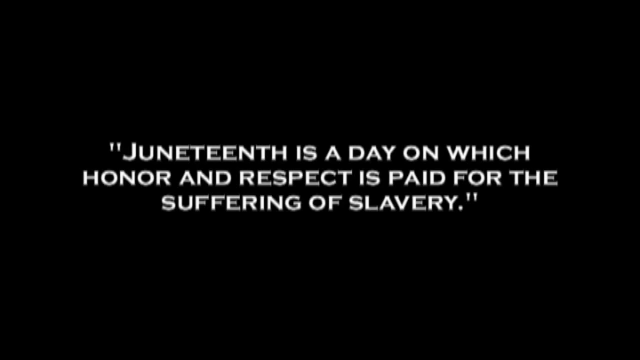 "Juneteenth is a day on which
honor and respect is paid for the
suffering of slavery."